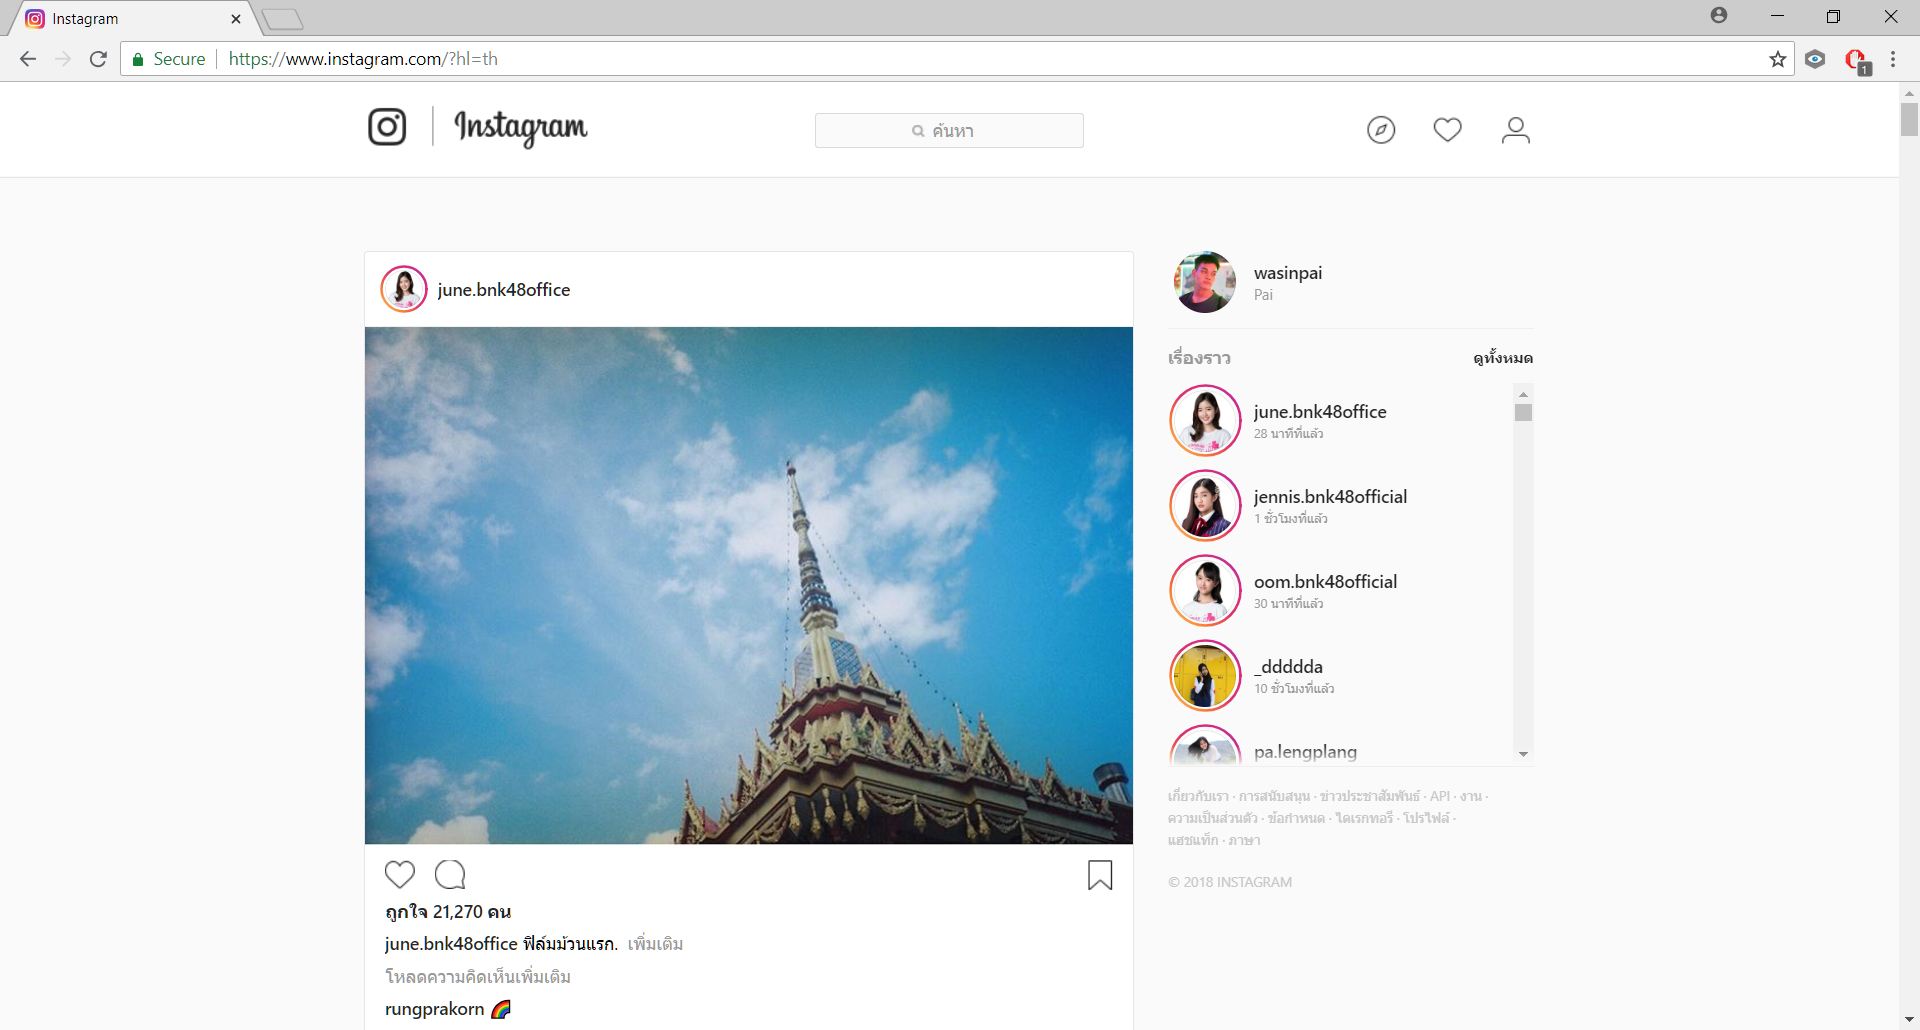 Instagram
Secure
https://www.instagram.com/?hl=th
1
Instagram
ค้นหา
june.bnk48office
wasinpai
Pai
เรื่องราว
ดูทั้งหมด
june.bnk48office
28 นาทีที่แล้ว
jennis.bnk48official
1 ชั่วโมงที่แล้ว
oom.bnk48official
30 นาทีที่แล้ว
_ddddda
10 ชั่วโมงที่แล้ว
pa.lengplang
เกี่ยวกับเรา · การสนับสนุน · ข่าวประชาสัมพันธ์ · API · งาน ·
ความเป็นส่วนตัว · ข้อกำหนด · ไดเรกทอรี · โปรไฟล์ ·
แฮชแท็ก · ภาษา
© 2018 INSTAGRAM
ถูกใจ 21,270 คน
june.bnk48office ฟิล์มม้วนแรก. เพิ่มเติม
โหลดความคิดเห็นเพิ่มเติม
rungprakorn 🌈